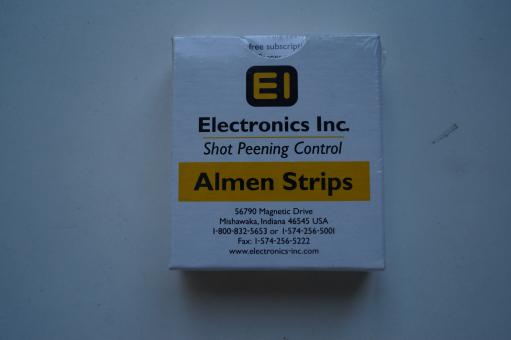 free subscripti
EI
Electronics Inc.
Shot Peening Control
Almen Strips
56790 Magnetic Drive
Mishawaka, Indiana 46545 USA
1-800-832-5653 or 1-574-256-5001
Fax: 1-574-256-5222
www.electronics-inc.com